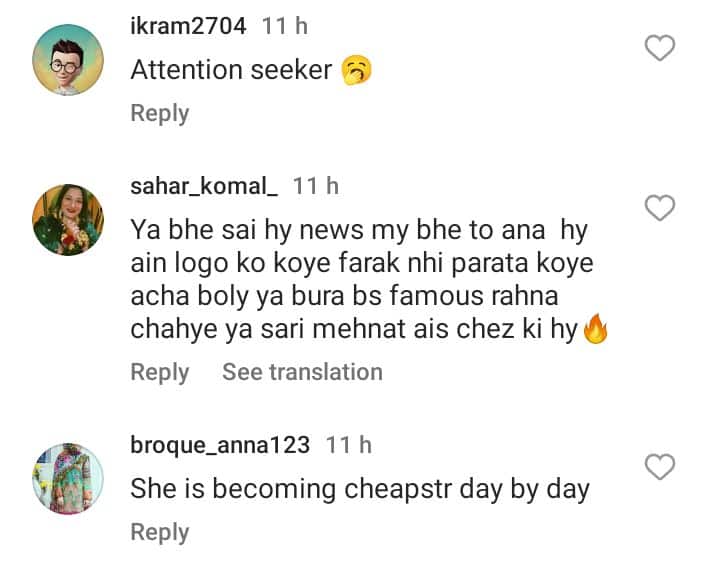 ikram2704 11 h
Attention seeker 🥱
Reply
sahar_komal_ 11 h
Ya bhe sai hy news my bhe to ana hy
ain logo ko koye farak nhi parata koye
acha boly ya bura bs famous rahna
chahye ya sari mehnat ais chez ki hy🔥
Reply See translation
broque_anna123 11 h
She is becoming cheapstr day by day
Reply